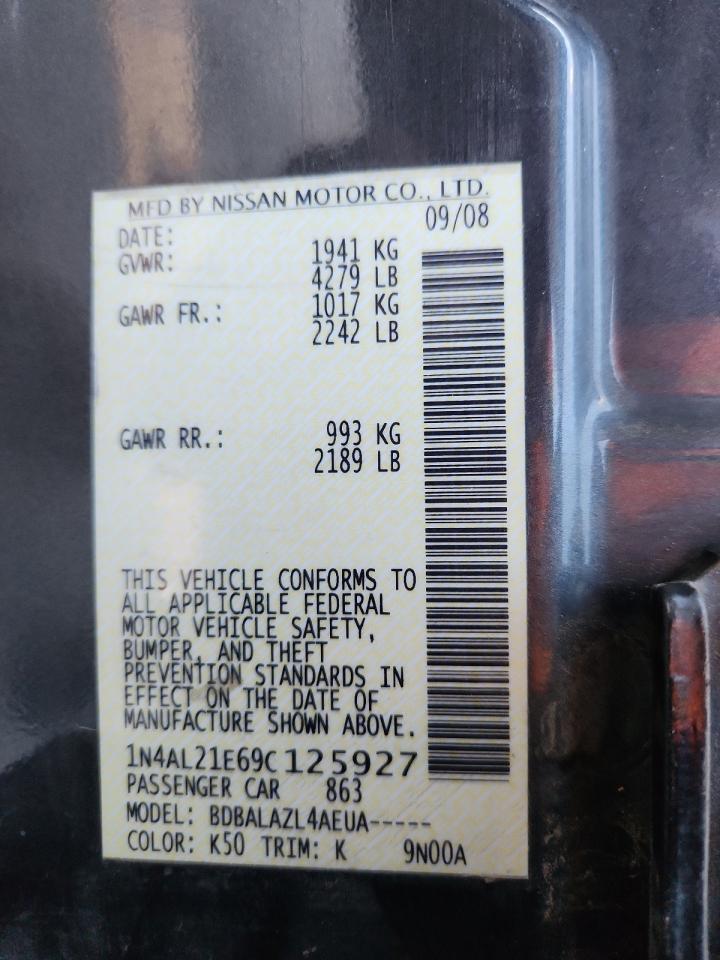 MFD BY NISSAN MOTOR CO., LTD.
DATE: 09/08
GVWR: 1941 KG
4279 LB
GAWR FR.: 1017 KG
2242 LB
GAWR RR.: 993 KG
2189 LB
THIS VEHICLE CONFORMS TO
ALL APPLICABLE FEDERAL
MOTOR VEHICLE SAFETY,
BUMPER, AND THEFT
PREVENTION STANDARDS IN
EFFECT ON THE DATE OF
MANUFACTURE SHOWN ABOVE.
1N4AL21E69C125927
PASSENGER CAR 863
MODEL: BDBALAZL4AEUA-----
COLOR: K50 TRIM: K 9N00A